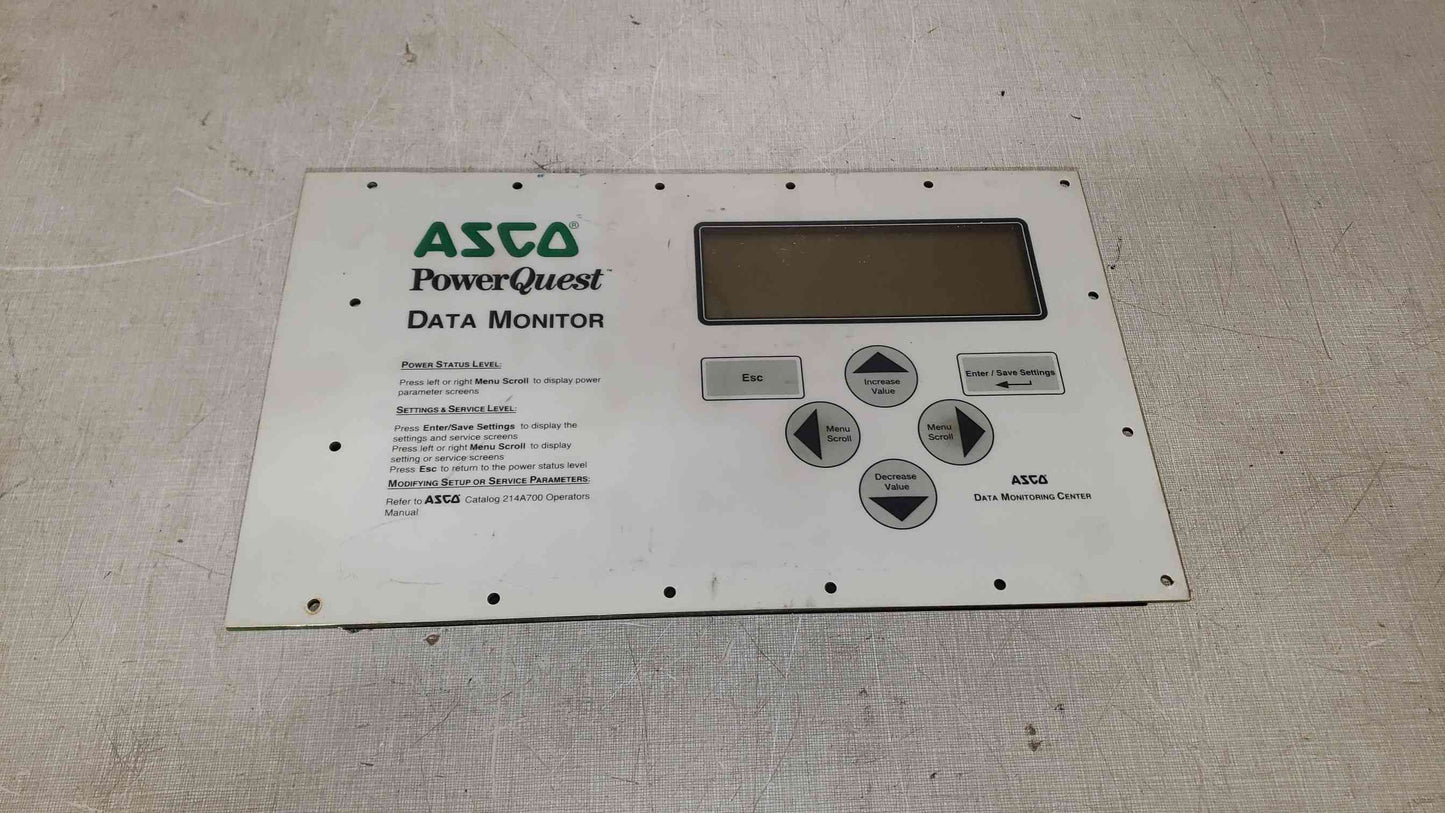 ASCO®
PowerQuest™
DATA MONITOR
POWER STATUS LEVEL:
Press left or right Menu Scroll to display power
parameter screens
SETTINGS & SERVICE LEVEL:
Press Enter/Save Settings to display the
settings and service screens
Press left or right Menu Scroll to display
setting or service screens
Press Esc to return to the power status level
MODIFYING SETUP OR SERVICE PARAMETERS:
Refer to ASCO Catalog 214A700 Operators
Manual
Esc
Increase
Value
Enter / Save Settings
Menu
Scroll
Menu
Scroll
Decrease
Value
ASCO
DATA MONITORING CENTER